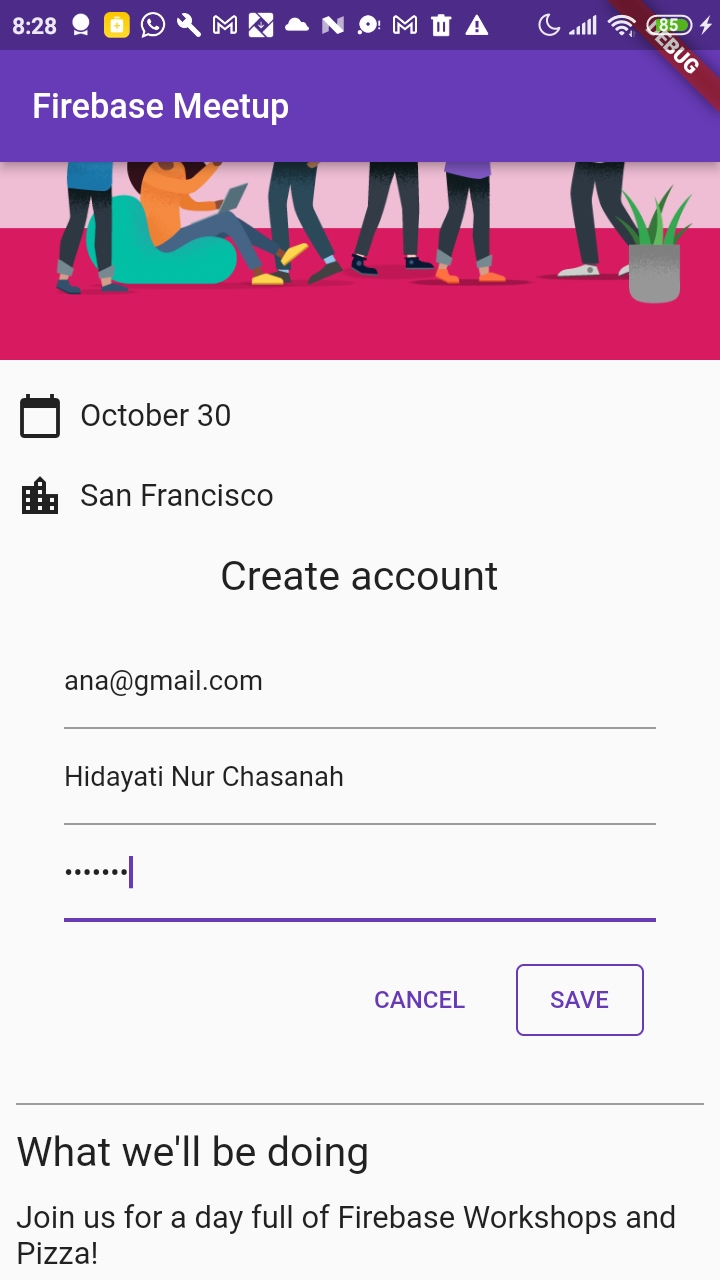 8:28
85
DEBUG
Firebase Meetup
October 30
San Francisco
Create account
ana@gmail.com
Hidayati Nur Chasanah
•••••••
CANCEL SAVE
What we'll be doing
Join us for a day full of Firebase Workshops and
Pizza!